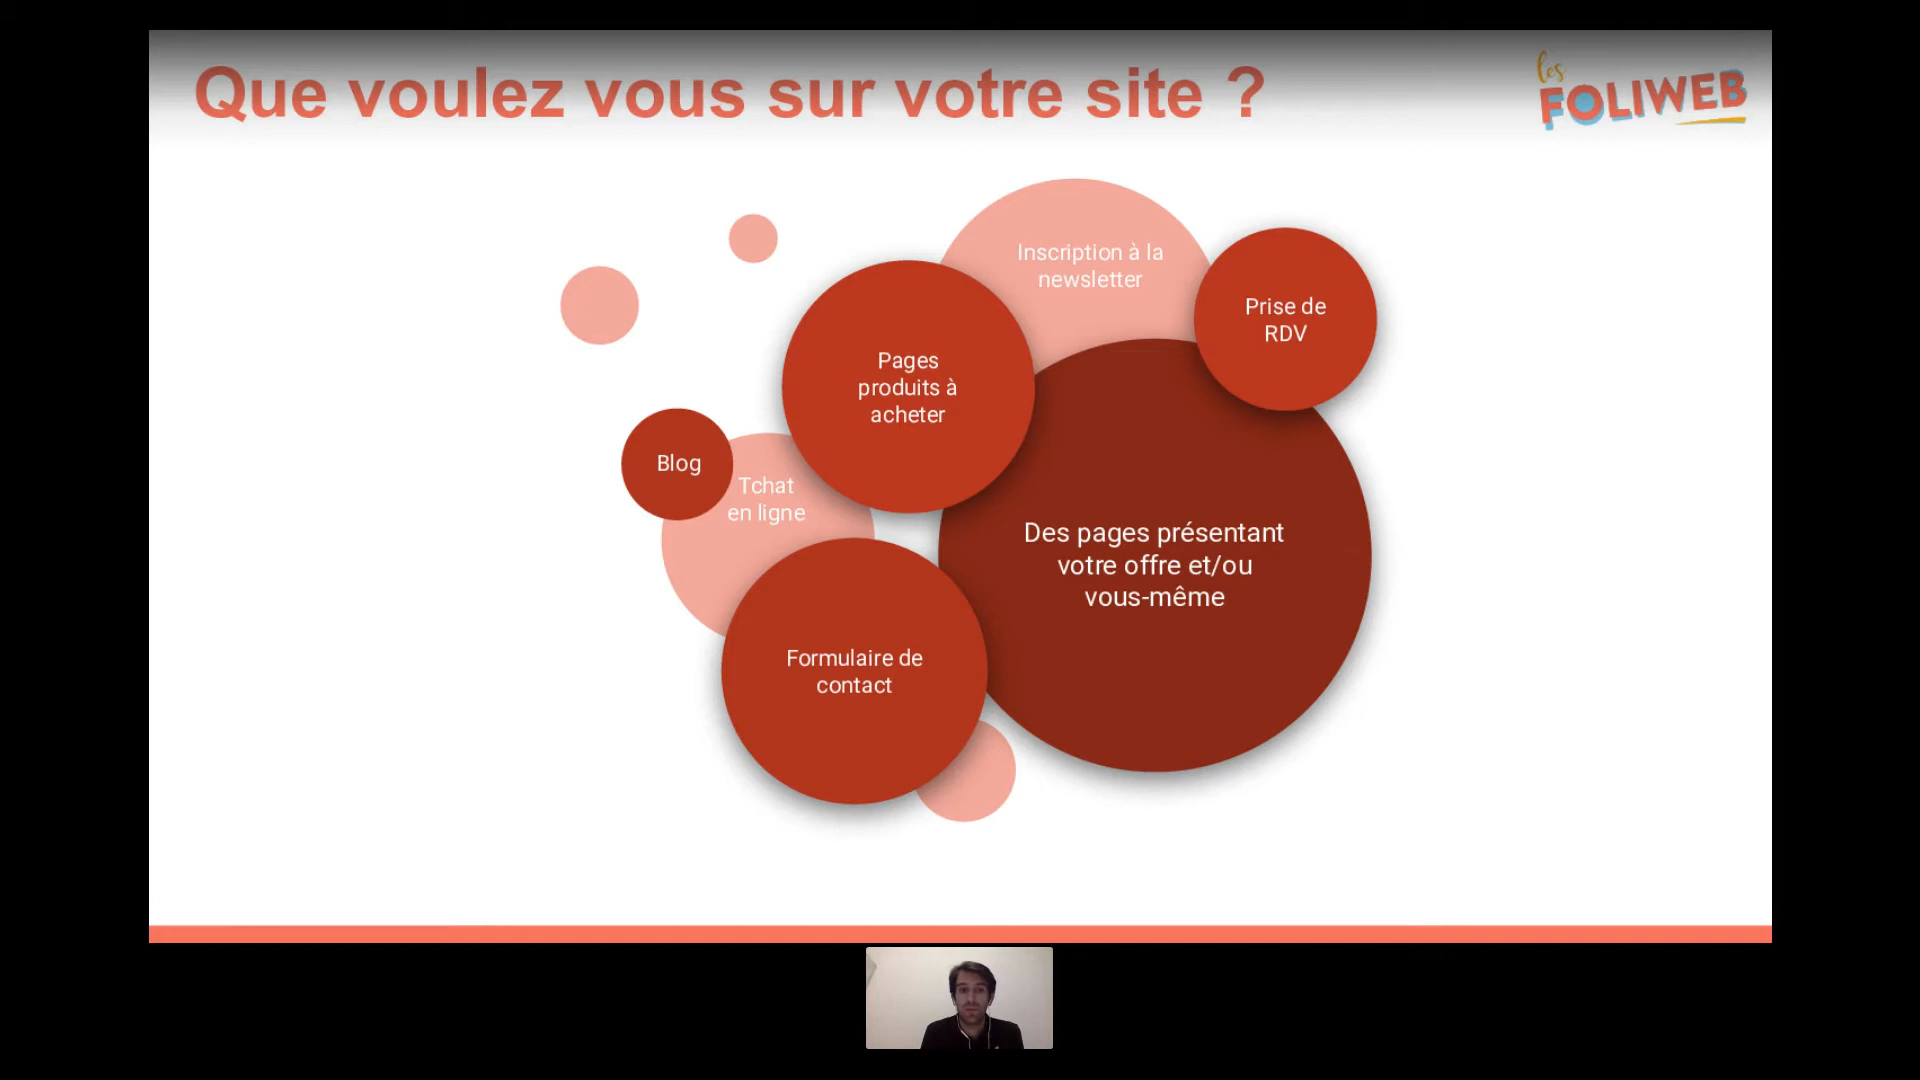 Que voulez vous sur votre site ?
les
FOLIWEB
Inscription à la
newsletter
Prise de
RDV
Pages
produits à
acheter
Blog
Tchat
en ligne
Des pages présentant
votre offre et/ou
vous-même
Formulaire de
contact